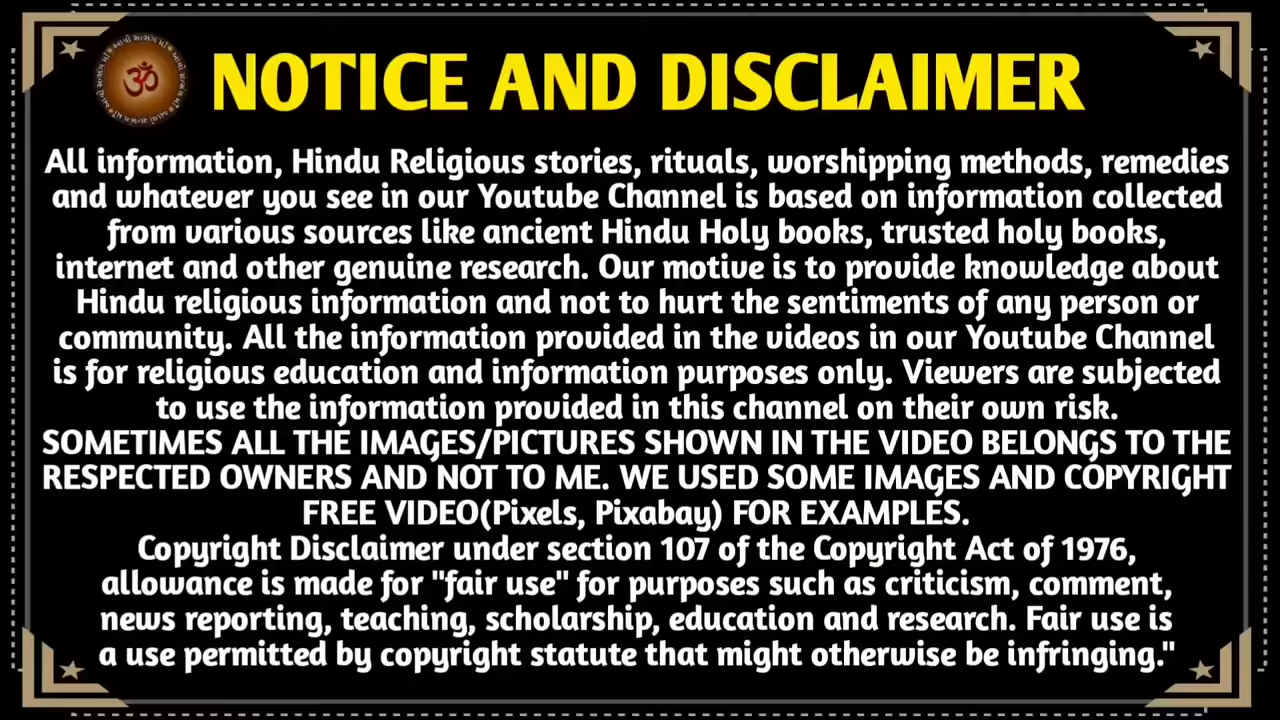 ॐ
NOTICE AND DISCLAIMER
All information, Hindu Religious stories, rituals, worshipping methods, remedies
and whatever you see in our Youtube Channel is based on information collected
from various sources like ancient Hindu Holy books, trusted holy books,
internet and other genuine research. Our motive is to provide knowledge about
Hindu religious information and not to hurt the sentiments of any person or
community. All the information provided in the videos in our Youtube Channel
is for religious education and information purposes only. Viewers are subjected
to use the information provided in this channel on their own risk.
SOMETIMES ALL THE IMAGES/PICTURES SHOWN IN THE VIDEO BELONGS TO THE
RESPECTED OWNERS AND NOT TO ME. WE USED SOME IMAGES AND COPYRIGHT
FREE VIDEO(Pixels, Pixabay) FOR EXAMPLES.
Copyright Disclaimer under section 107 of the Copyright Act of 1976,
allowance is made for "fair use" for purposes such as criticism, comment,
news reporting, teaching, scholarship, education and research. Fair use is
a use permitted by copyright statute that might otherwise be infringing."